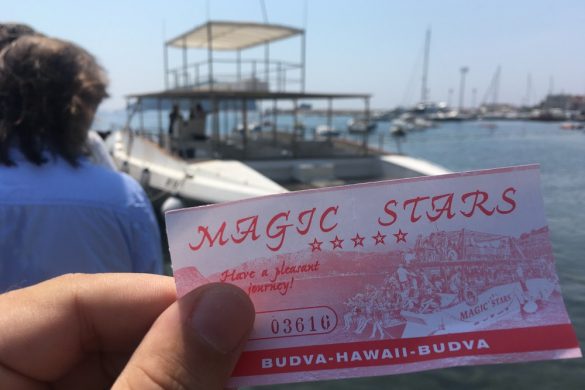 MAGIC STARS
Have a pleasant
journey!
03616
MAGIC STARS
BUDVA-HAWAII-BUDVA